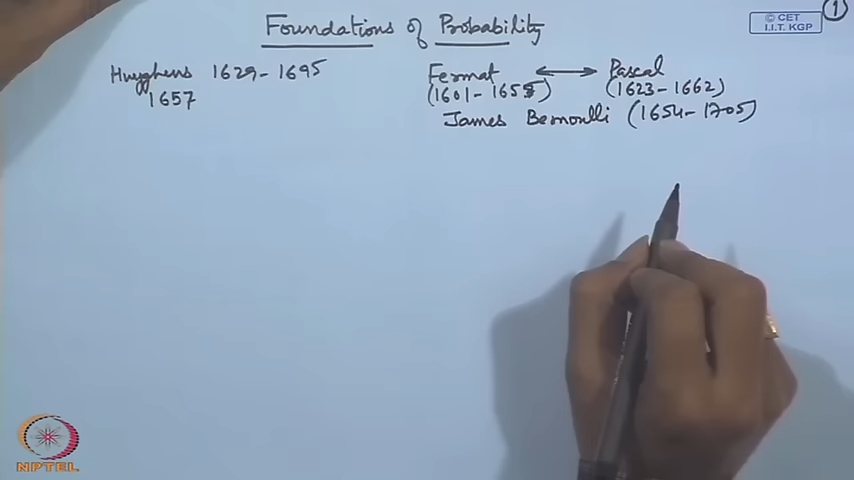 Foundations of Probability
1
© CET
I.I.T. KGP
Huyghens 1629-1695
1657
Fermat ↔ Pascal
(1601-1655) (1623-1662)
James Bernoulli (1654-1705)
NPTEL